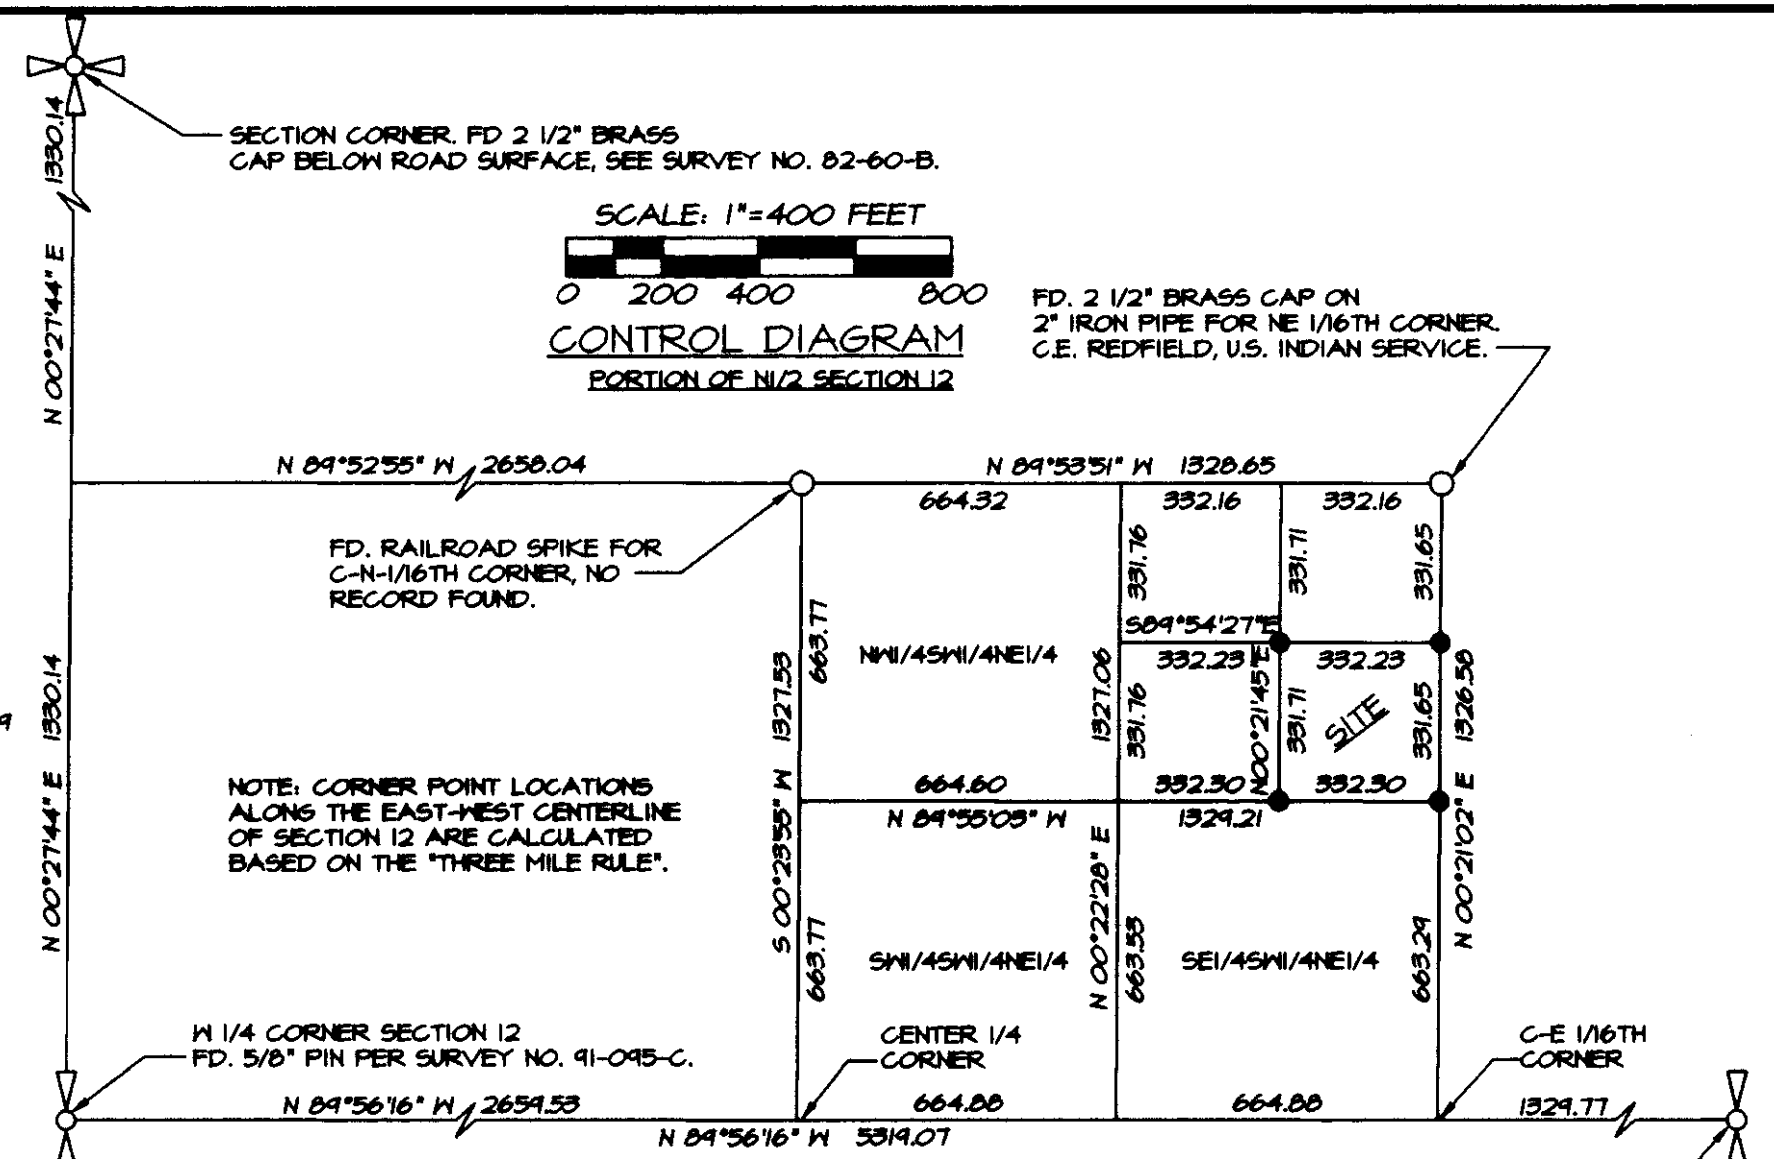 SECTION CORNER. FD 2 1/2" BRASS
CAP BELOW ROAD SURFACE, SEE SURVEY NO. 82-60-B.
SCALE: 1"=400 FEET
0 200 400 800
CONTROL DIAGRAM
PORTION OF N1/2 SECTION 12
FD. 2 1/2" BRASS CAP ON
2" IRON PIPE FOR NE 1/16TH CORNER.
C.E. REDFIELD, U.S. INDIAN SERVICE.
N 00°27'44" E 1330.14
N 89°52'55" W 2658.04
N 89°53'51" W 1328.65
664.32 332.16 332.16
FD. RAILROAD SPIKE FOR
C-N-1/16TH CORNER, NO
RECORD FOUND.
331.76
331.71
331.65
S89°54'27"E
332.23 332.23
NW1/4SW1/4NE1/4
663.77
S 00°23'55" W 1327.53
1327.06
331.76
N00°21'45"E
331.71
SITE
331.65
N 00°21'02" E 1326.58
N 00°27'44" E 1330.14
9
NOTE: CORNER POINT LOCATIONS
ALONG THE EAST-WEST CENTERLINE
OF SECTION 12 ARE CALCULATED
BASED ON THE "THREE MILE RULE".
664.60 332.30 332.30
N 89°55'03" W 1329.21
663.77
N 00°22'28" E
663.53
663.29
SW1/4SW1/4NE1/4
SE1/4SW1/4NE1/4
W 1/4 CORNER SECTION 12
FD. 5/8" PIN PER SURVEY NO. 91-095-C.
CENTER 1/4
CORNER
C-E 1/16TH
CORNER
N 89°56'16" W 2659.53
664.88 664.88 1329.77
N 89°56'16" W 5319.07